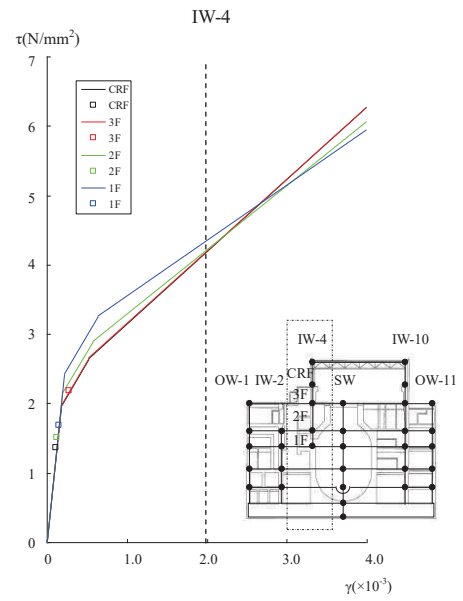 IW-4
τ(N/mm²)
7
6
5
4
3
2
1
0
CRF
CRF
3F
3F
2F
2F
1F
1F
IW-4
IW-10
OW-1
IW-2
CRF
SW
OW-11
3F
2F
1F
0
1.0
2.0
3.0
4.0
γ(×10⁻³)